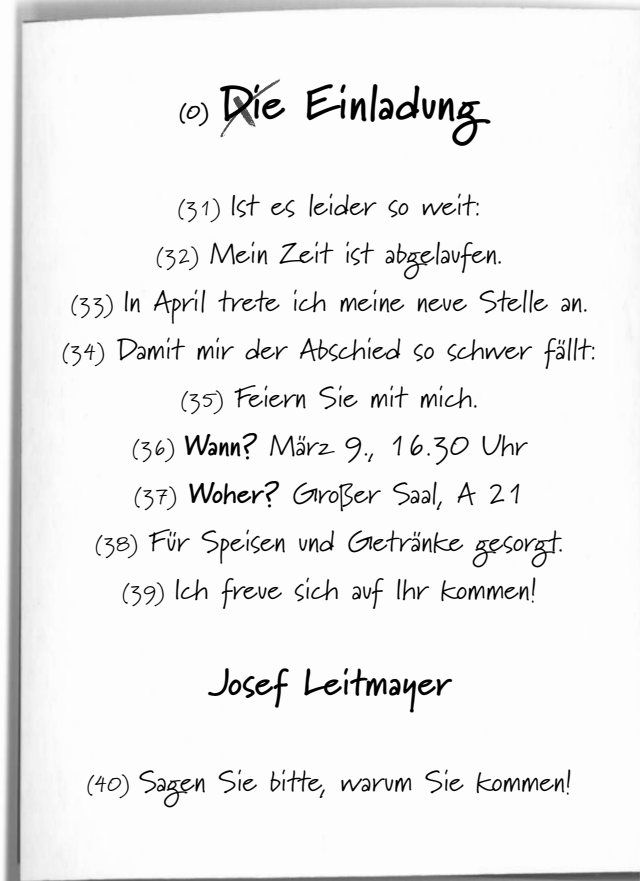 (0) Die Einladung
(31) Ist es leider so weit:
(32) Mein Zeit ist abgelaufen.
(33) In April trete ich meine neue Stelle an.
(34) Damit mir der Abschied so schwer fällt:
(35) Feiern Sie mit mich.
(36) Wann? März 9., 16.30 Uhr
(37) Woher? Großer Saal, A 21
(38) Für Speisen und Getränke gesorgt.
(39) Ich freue sich auf Ihr kommen!
Josef Leitmayer
(40) Sagen Sie bitte, warum Sie kommen!